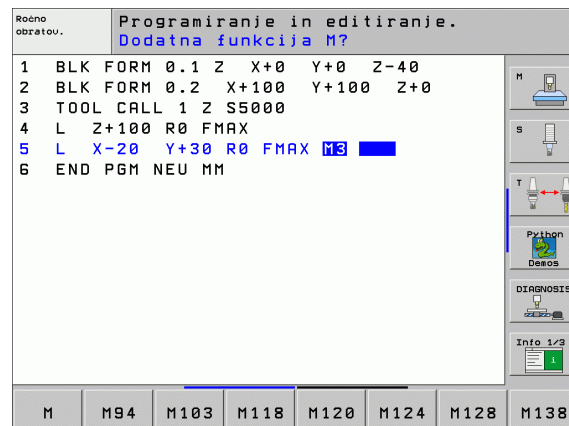 Ročno
obratov.
Programiranje in editiranje.
Dodatna funkcija M?
1 BLK FORM 0.1 Z X+0 Y+0 Z-40
2 BLK FORM 0.2 X+100 Y+100 Z+0
3 TOOL CALL 1 Z S5000
4 L Z+100 R0 FMAX
5 L X-20 Y+30 R0 FMAX M3
6 END PGM NEU MM
M
S
T
Python
Demos
DIAGNOSIS
Info 1/3
i
M M94 M103 M118 M120 M124 M128 M138